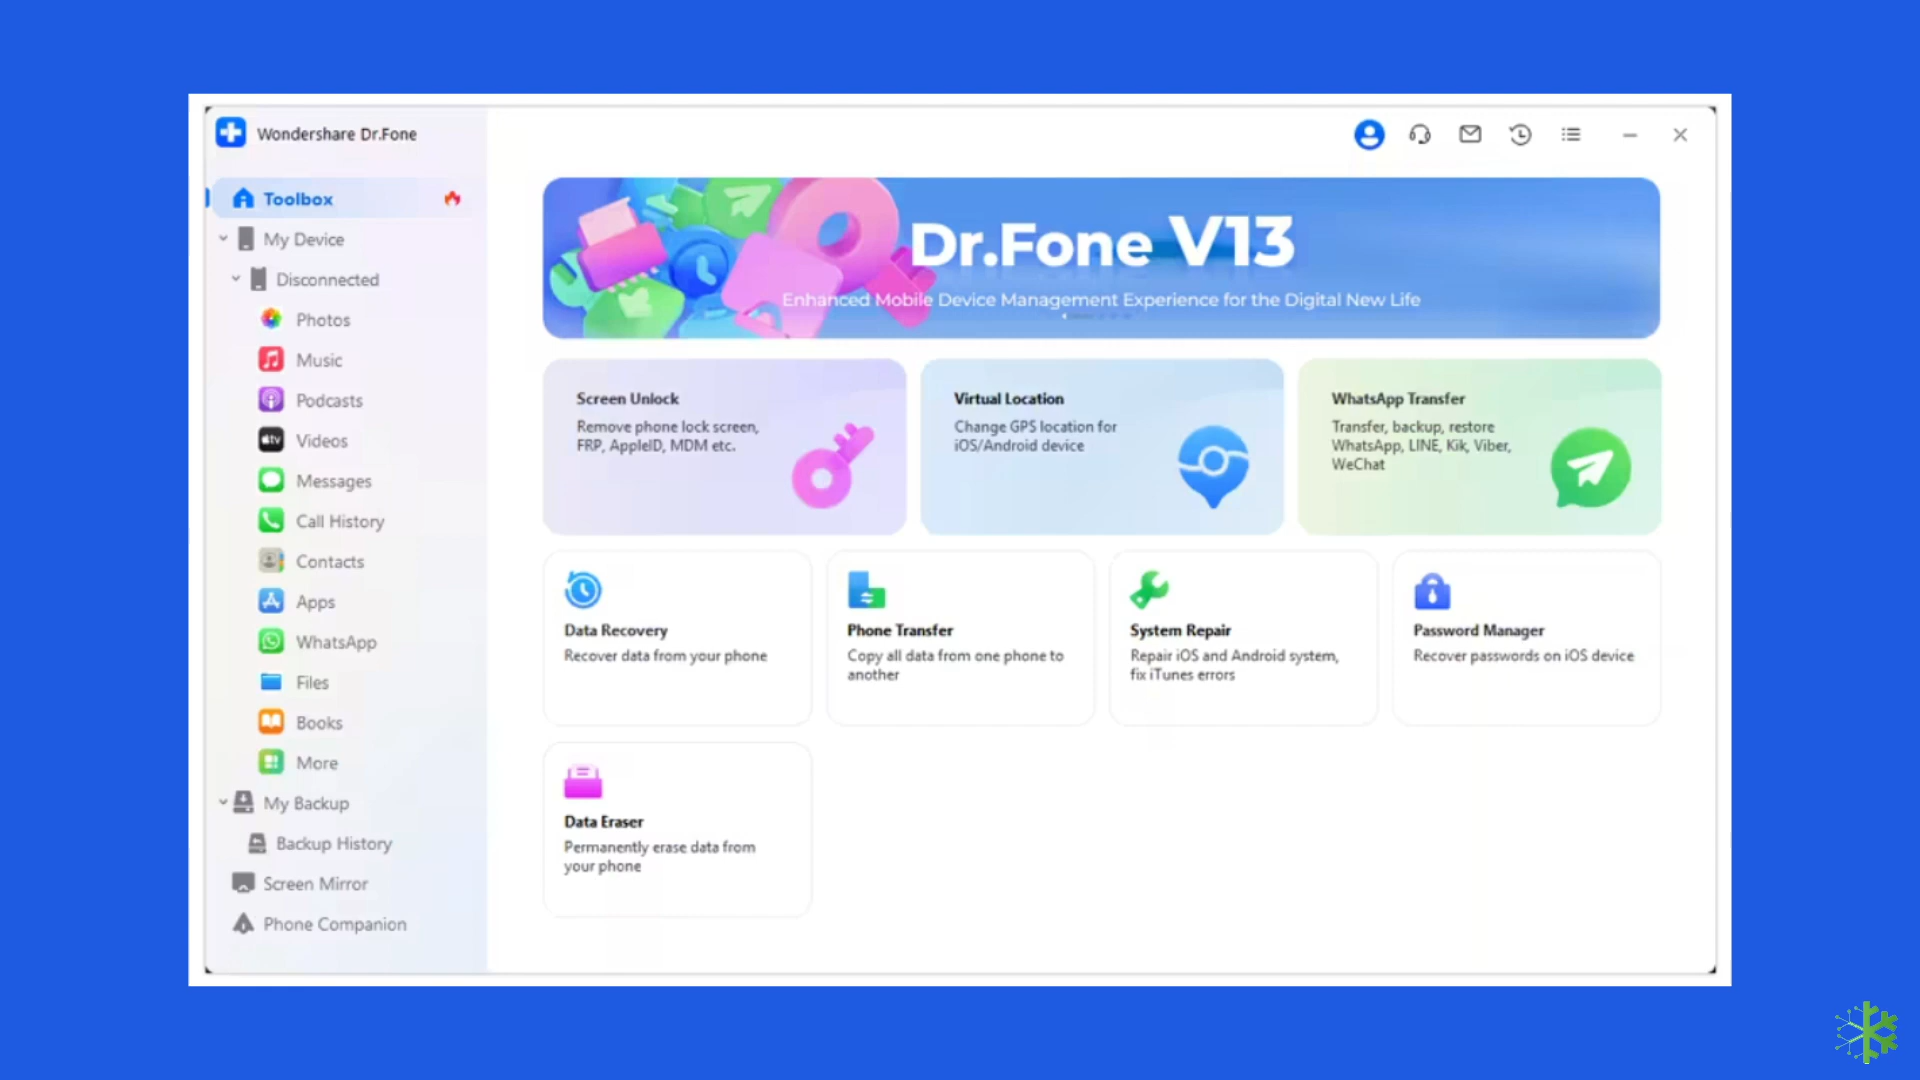 Wondershare Dr.Fone
Toolbox
My Device
Disconnected
Photos
Music
Podcasts
tv
Videos
Messages
Call History
Contacts
Apps
WhatsApp
Files
Books
More
My Backup
Backup History
Screen Mirror
Phone Companion
Dr.Fone V13
Enhanced Mobile Device Management Experience for the Digital New Life
Screen Unlock
Remove phone lock screen,
FRP, AppleID, MDM etc.
Virtual Location
Change GPS location for
iOS/Android device
WhatsApp Transfer
Transfer, backup, restore
WhatsApp, LINE, Kik, Viber,
WeChat
Data Recovery
Recover data from your phone
Phone Transfer
Copy all data from one phone to
another
System Repair
Repair iOS and Android system,
fix iTunes errors
Password Manager
Recover passwords on iOS device
Data Eraser
Permanently erase data from
your phone